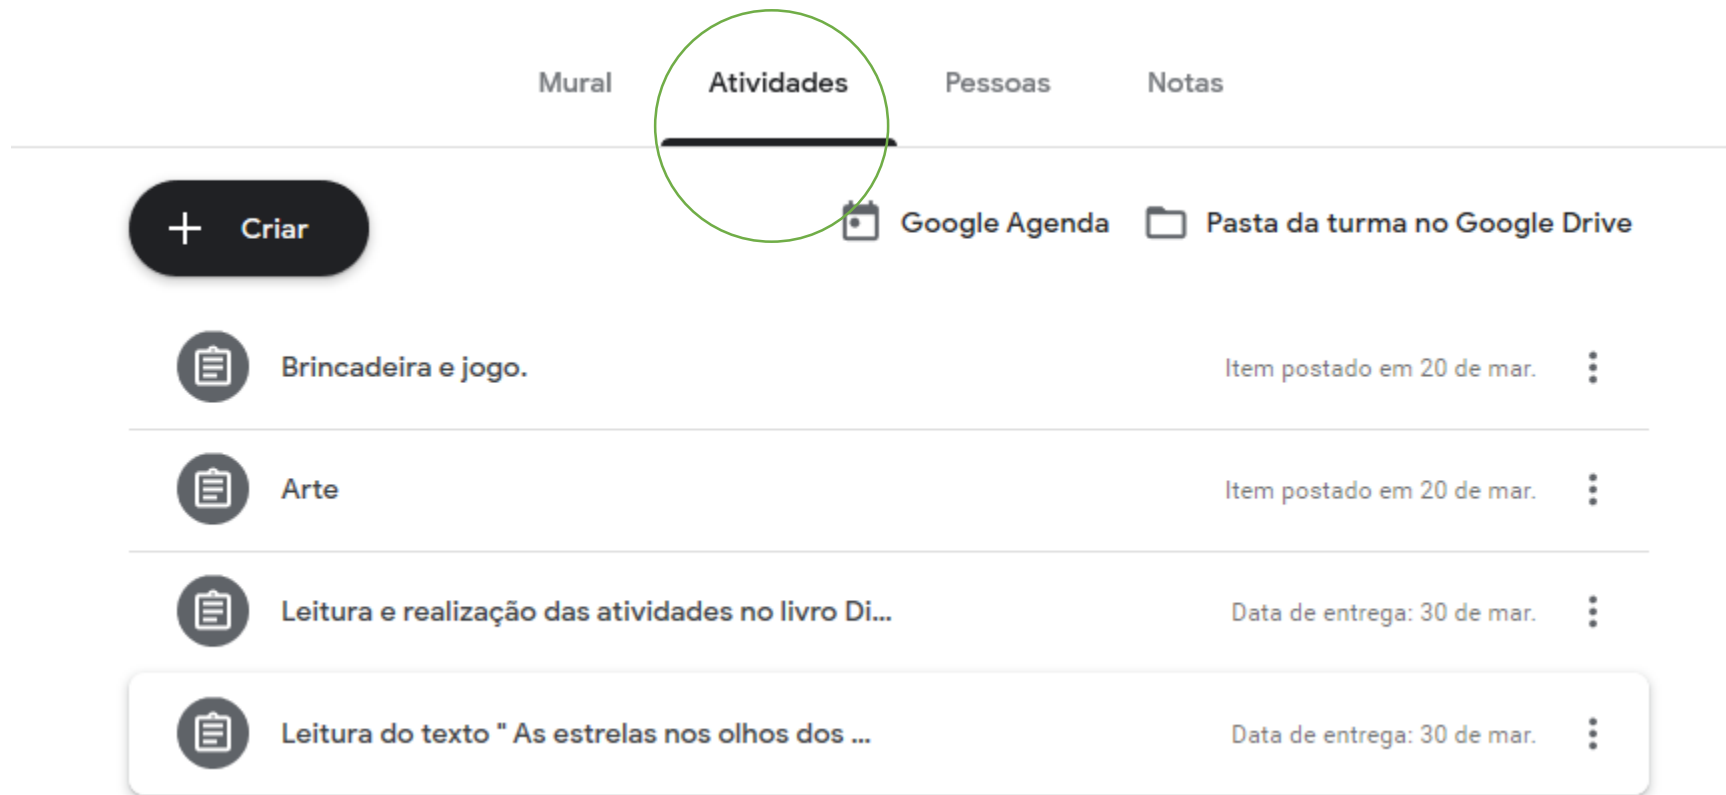 Mural Atividades Pessoas Notas
Criar Google Agenda Pasta da turma no Google Drive
Brincadeira e jogo. Item postado em 20 de mar.
Arte Item postado em 20 de mar.
Leitura e realização das atividades no livro Di... Data de entrega: 30 de mar.
Leitura do texto " As estrelas nos olhos dos ... Data de entrega: 30 de mar.